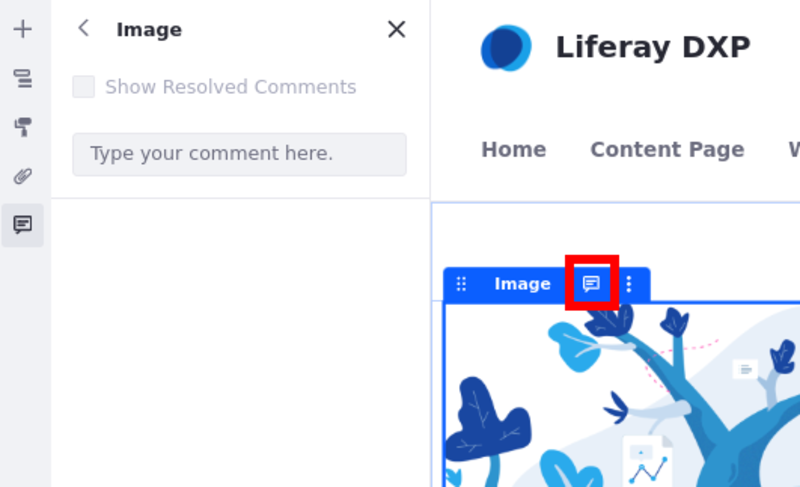 Image
Show Resolved Comments
Type your comment here.
Liferay DXP
Home Content Page W
Image